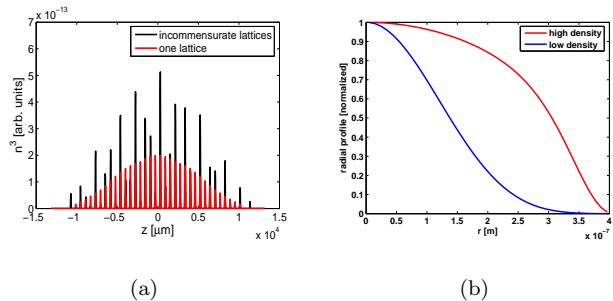 x 10⁻¹³
7
6
5
4
3
2
1
0
n³ [arb. units]
incommensurate lattices
one lattice
−1.5 −1 −0.5 0 0.5 1 1.5
x 10⁴
z [μm]
(a)
1
0.9
0.8
0.7
0.6
0.5
0.4
0.3
0.2
0.1
0
radial profile [normalized]
high density
low density
0 0.5 1 1.5 2 2.5 3 3.5 4
x 10⁻⁷
r [m]
(b)